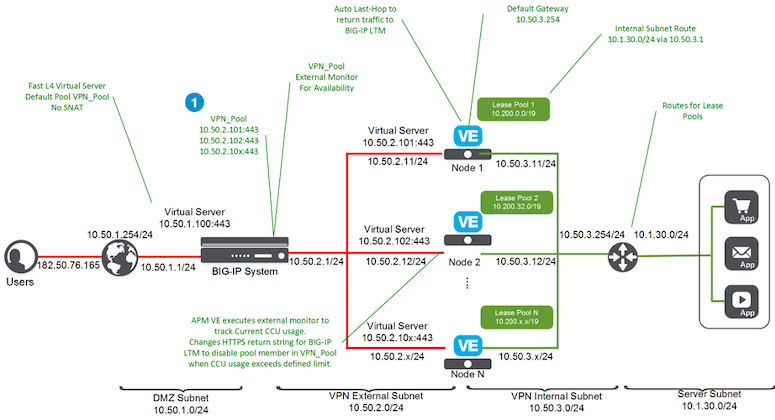 Auto Last-Hop to
return traffic to
BIG-IP LTM
Default Gateway
10.50.3.254
Internal Subnet Route
10.1.30.0/24 via 10.50.3.1
Fast L4 Virtual Server
Default Pool VPN_Pool
No SNAT
1
VPN_Pool
External Monitor
For Availability
VPN_Pool
10.50.2.101:443
10.50.2.102:443
10.50.2.10x:443
Lease Pool 1
10.200.0.0/19
Routes for Lease
Pools
Virtual Server
10.50.2.101:443
VE
Node 1
10.50.2.11/24
10.50.3.11/24
Virtual Server
10.50.1.100:443
10.50.1.254/24
182.50.76.165
Users
10.50.1.1/24
BIG-IP System
10.50.2.1/24
Virtual Server
10.50.2.102:443
VE
Node 2
Lease Pool 2
10.200.32.0/19
10.50.2.12/24
10.50.3.12/24
10.50.3.254/24
10.1.30.0/24
App
App
App
APM VE executes external monitor to
track Current CCU usage.
Changes HTTPS return string for BIG-IP
LTM to disable pool member in VPN_Pool
when CCU usage exceeds defined limit.
Virtual Server
10.50.2.10x:443
Lease Pool N
10.200.x.x/19
VE
Node N
10.50.2.x/24
10.50.3.x/24
DMZ Subnet
10.50.1.0/24
VPN External Subnet
10.50.2.0/24
VPN Internal Subnet
10.50.3.0/24
Server Subnet
10.1.30.0/24